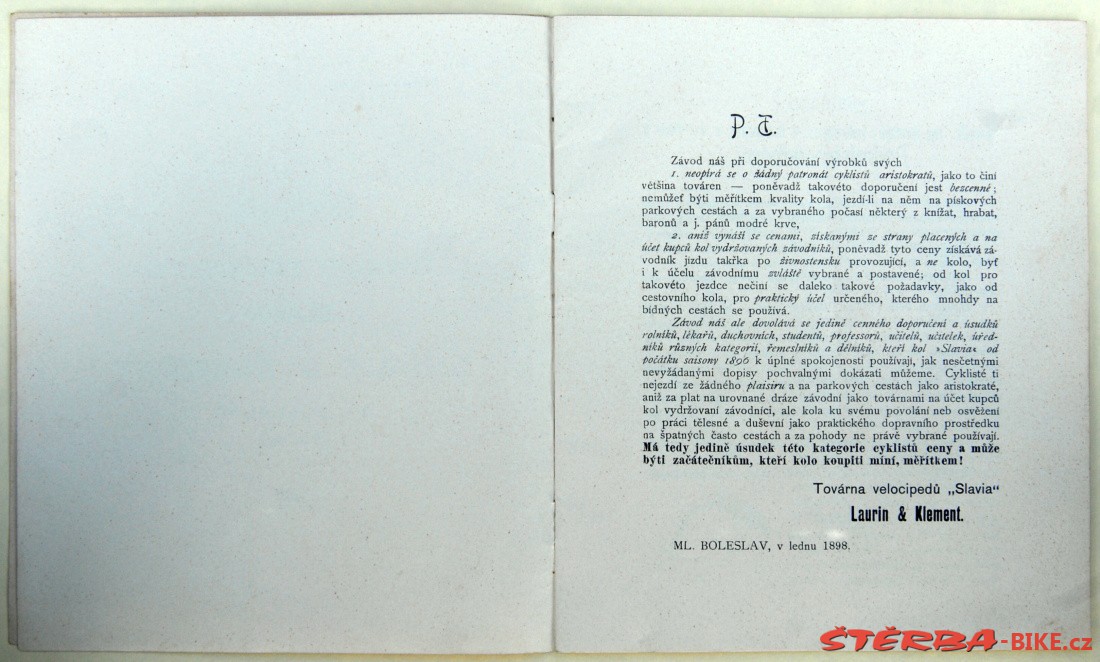 P. T.
Závod náš při doporučování výrobků svých
1. neopírá se o žádný patronát cyklistů aristokratů, jako to činí
většina továren — poněvadž takovéto doporučení jest bezcenné;
nemůžeť býti měřítkem kvality kola, jezdí-li na něm na pískových
parkových cestách a za vybraného počasí některý z knížat, hrabat,
baronů a j. pánů modré krve,
2. aniž vynáší se cenami, získanými ze strany placených a na
účet kupců kol vydržovaných závodníků, poněvadž tyto ceny získává zá-
vodník jízdu takřka po živnostensku provozující, a ne kolo, byť
i k účelu závodnímu zvláště vybrané a postavené; od kol pro
takovéto jezdce nečiní se daleko takové požadavky, jako od
cestovního kola, pro praktický účel určeného, kterého mnohdy na
bídných cestách se používá.
Závod náš ale dovolává se jedině cenného doporučení a úsudků
rolníků, lékařů, duchovních, studentů, professorů, učitelů, učitelek, úřed-
níků různých kategorií, řemeslníků a dělníků, kteří kol »Slavia« od
počátku saisony 1896 k úplné spokojenosti používají, jak nesčetnými
nevyžádanými dopisy pochvalnými dokázati můžeme. Cyklisté ti
nejezdí ze žádného plaisiru a na parkových cestách jako aristokraté,
aniž za plat na urovnané dráze závodní jako továrnami na účet kupců
kol vydržovaní závodníci, ale kola ku svému povolání neb osvěžení
po práci tělesné a duševní jako praktického dopravního prostředku
na špatných často cestách a za pohody ne právě vybrané používají.
Má tedy jedině úsudek této kategorie cyklistů ceny a může
býti začátečníkům, kteří kolo koupiti míní, měřítkem!
Továrna velocipedů „Slavia“
Laurin & Klement.
ML. BOLESLAV, v lednu 1898.
ŠTĚRBA-BIKE.cz